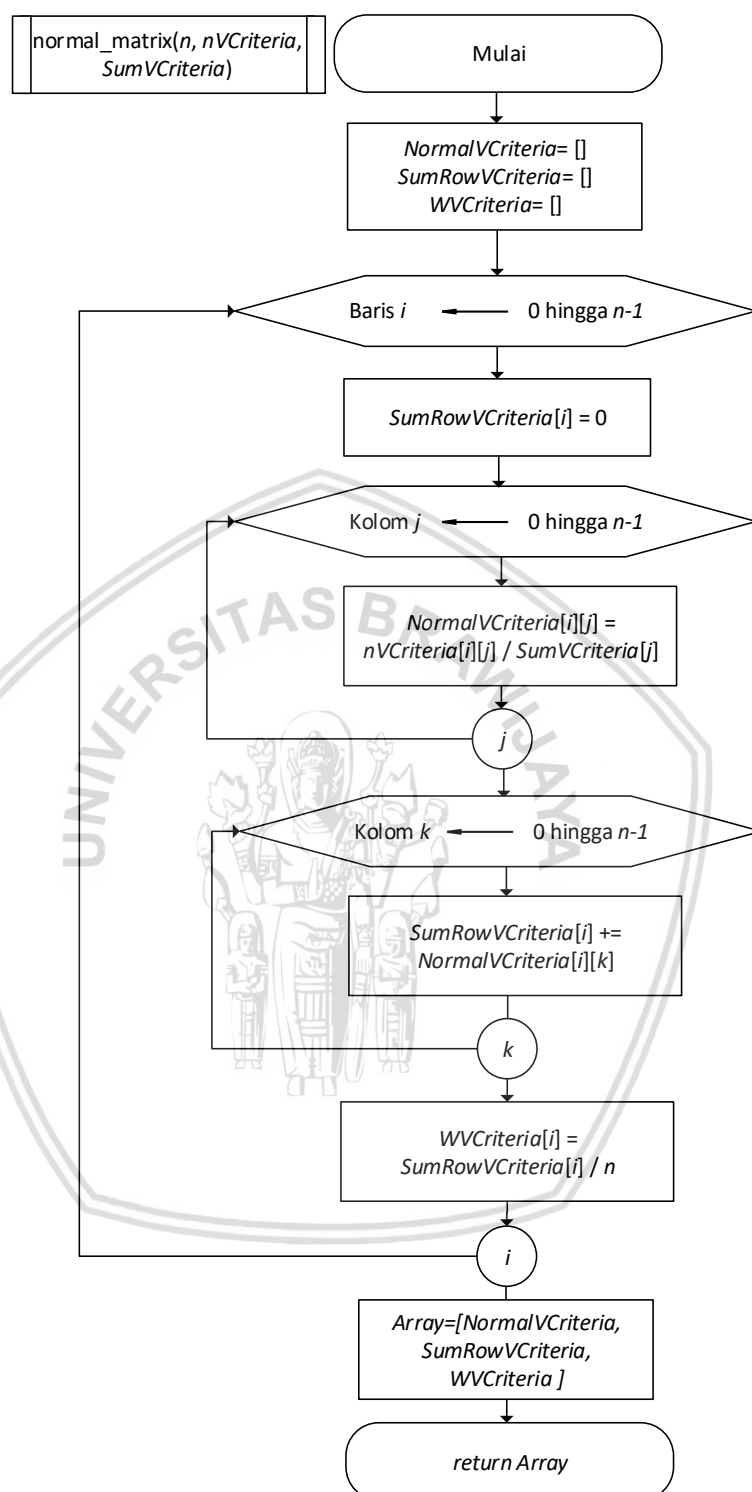 normal_matrix(n, nVCriteria,
SumVCriteria)
Mulai
NormalVCriteria= []
SumRowVCriteria= []
WVCriteria= []
Baris i 0 hingga n-1
SumRowVCriteria[i] = 0
Kolom j 0 hingga n-1
NormalVCriteria[i][j] =
nVCriteria[i][j] / SumVCriteria[j]
j
Kolom k 0 hingga n-1
SumRowVCriteria[i] +=
NormalVCriteria[i][k]
k
WVCriteria[i] =
SumRowVCriteria[i] / n
i
Array=[NormalVCriteria,
SumRowVCriteria,
WVCriteria ]
return Array
UNIVERSITAS BRAWIJAYA